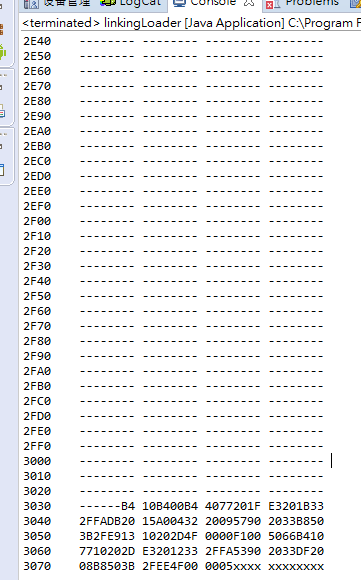 设备管理 LogCat Console Problems
<terminated> linkingLoader [Java Application] C:\Program F
2E40 -------- -------- -------- --------
2E50 -------- -------- -------- --------
2E60 -------- -------- -------- --------
2E70 -------- -------- -------- --------
2E80 -------- -------- -------- --------
2E90 -------- -------- -------- --------
2EA0 -------- -------- -------- --------
2EB0 -------- -------- -------- --------
2EC0 -------- -------- -------- --------
2ED0 -------- -------- -------- --------
2EE0 -------- -------- -------- --------
2EF0 -------- -------- -------- --------
2F00 -------- -------- -------- --------
2F10 -------- -------- -------- --------
2F20 -------- -------- -------- --------
2F30 -------- -------- -------- --------
2F40 -------- -------- -------- --------
2F50 -------- -------- -------- --------
2F60 -------- -------- -------- --------
2F70 -------- -------- -------- --------
2F80 -------- -------- -------- --------
2F90 -------- -------- -------- --------
2FA0 -------- -------- -------- --------
2FB0 -------- -------- -------- --------
2FC0 -------- -------- -------- --------
2FD0 -------- -------- -------- --------
2FE0 -------- -------- -------- --------
2FF0 -------- -------- -------- --------
3000 -------- -------- -------- --------
3010 -------- -------- -------- --------
3020 -------- -------- -------- --------
3030 ------B4 10B400B4 4077201F E3201B33
3040 2FFADB20 15A00432 20095790 2033B850
3050 3B2FE913 10202D4F 0000F100 5066B410
3060 7710202D E3201233 2FFA5390 2033DF20
3070 08B8503B 2FEE4F00 0005xxxx xxxxxxxx